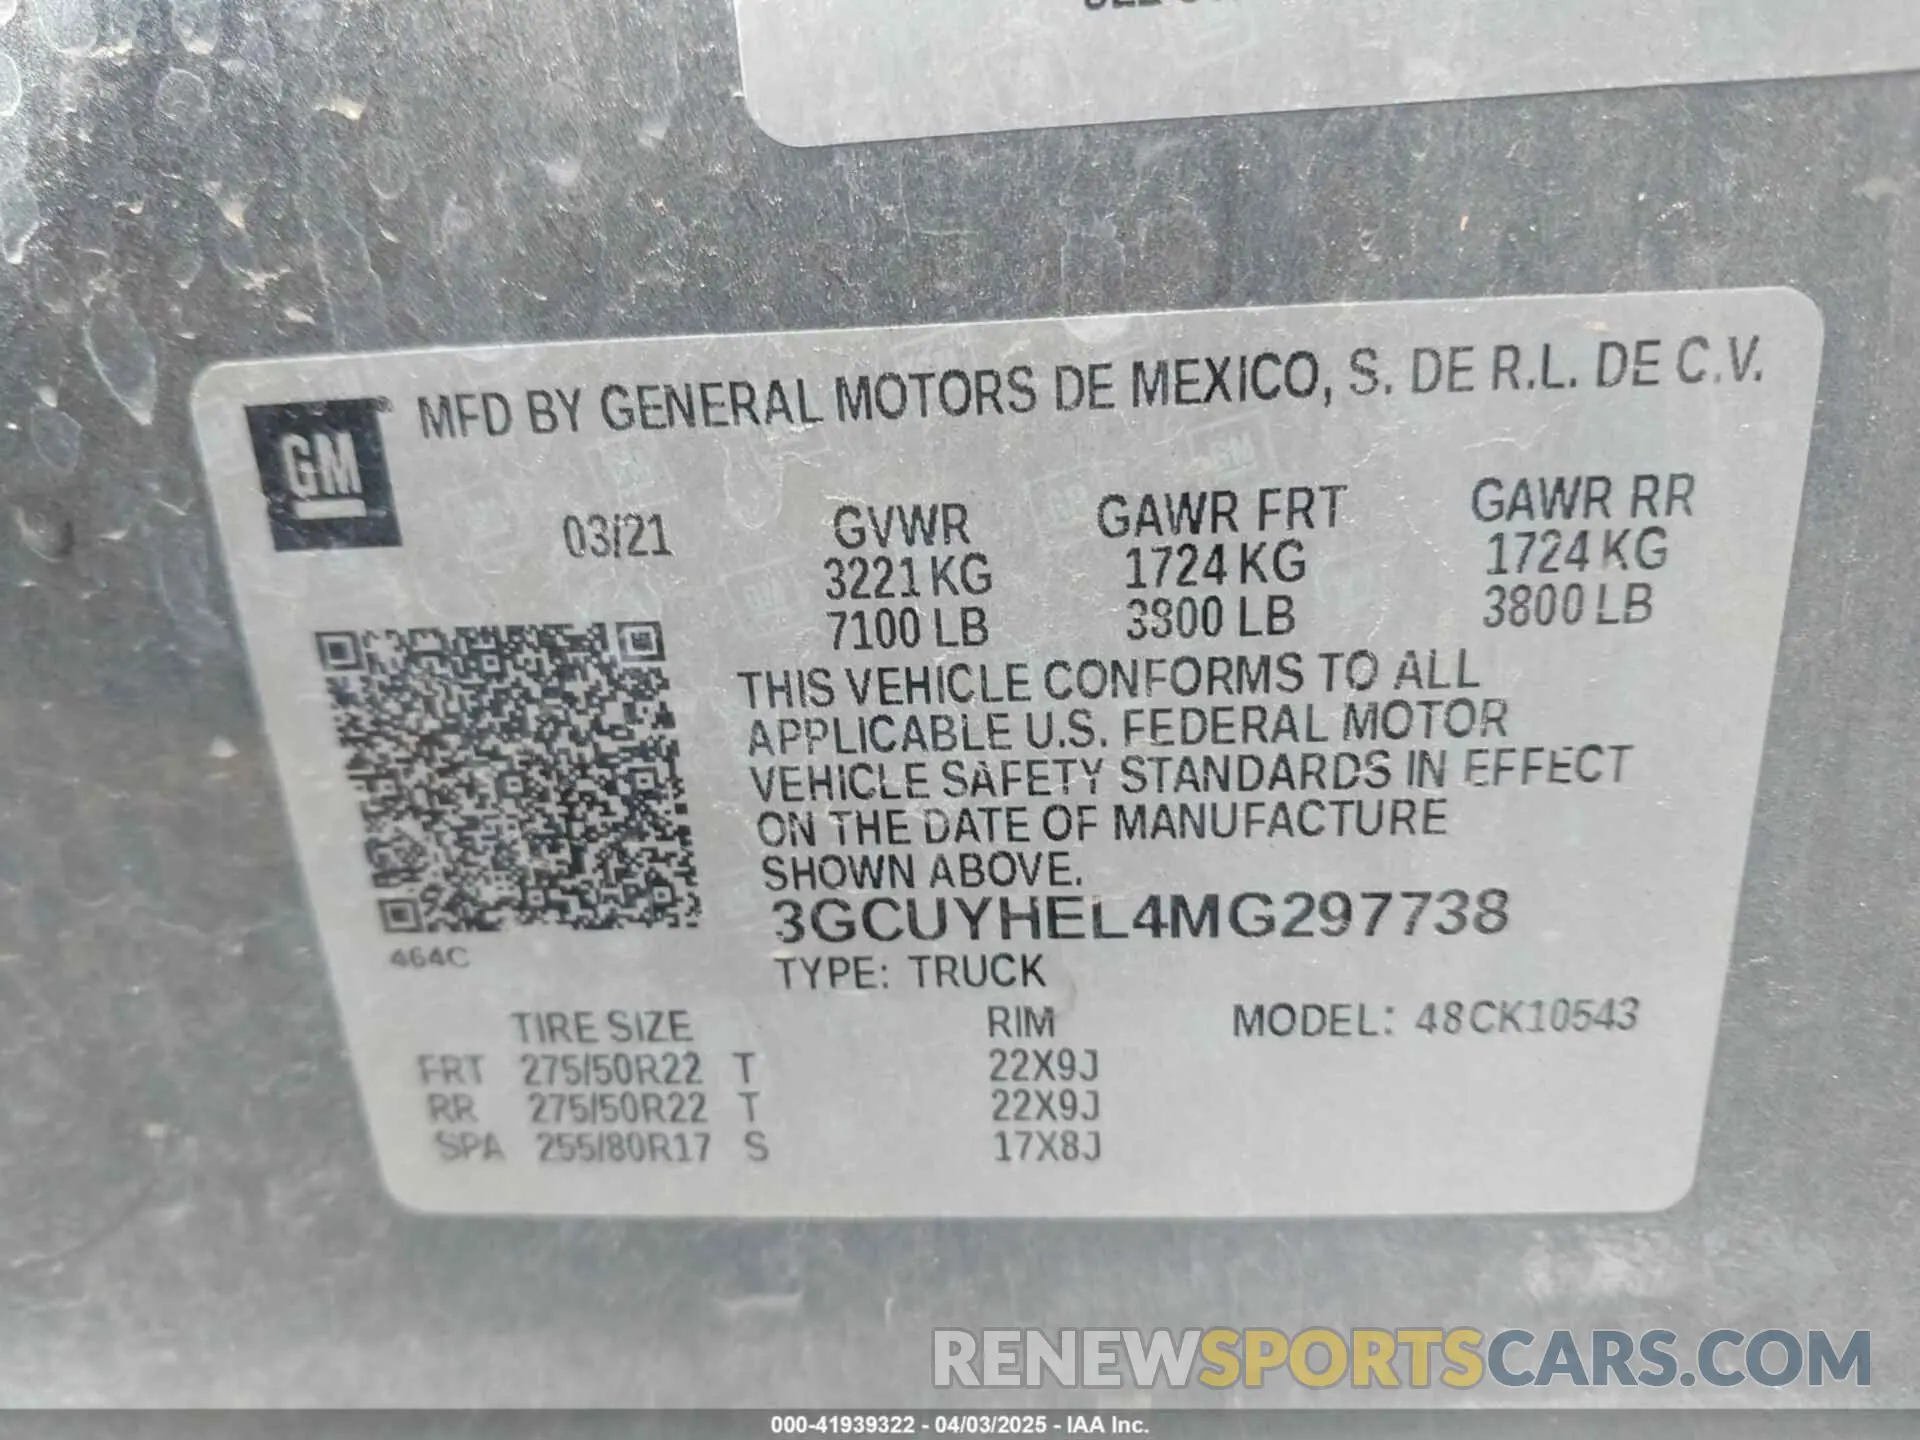 MFD BY GENERAL MOTORS DE MEXICO, S. DE R.L. DE C.V.
GM
03/21
GVWR GAWR FRT GAWR RR
3221 KG 1724 KG 1724 KG
7100 LB 3800 LB 3800 LB
THIS VEHICLE CONFORMS TO ALL
APPLICABLE U.S. FEDERAL MOTOR
VEHICLE SAFETY STANDARDS IN EFFECT
ON THE DATE OF MANUFACTURE
SHOWN ABOVE.
3GCUYHEL4MG297738
464C
TYPE: TRUCK
TIRE SIZE RIM MODEL: 48CK10543
FRT 275/50R22 T 22X9J
RR 275/50R22 T 22X9J
SPA 255/80R17 S 17X8J
RENEWSPORTSCARS.COM
000-41939322 - 04/03/2025 - IAA Inc.